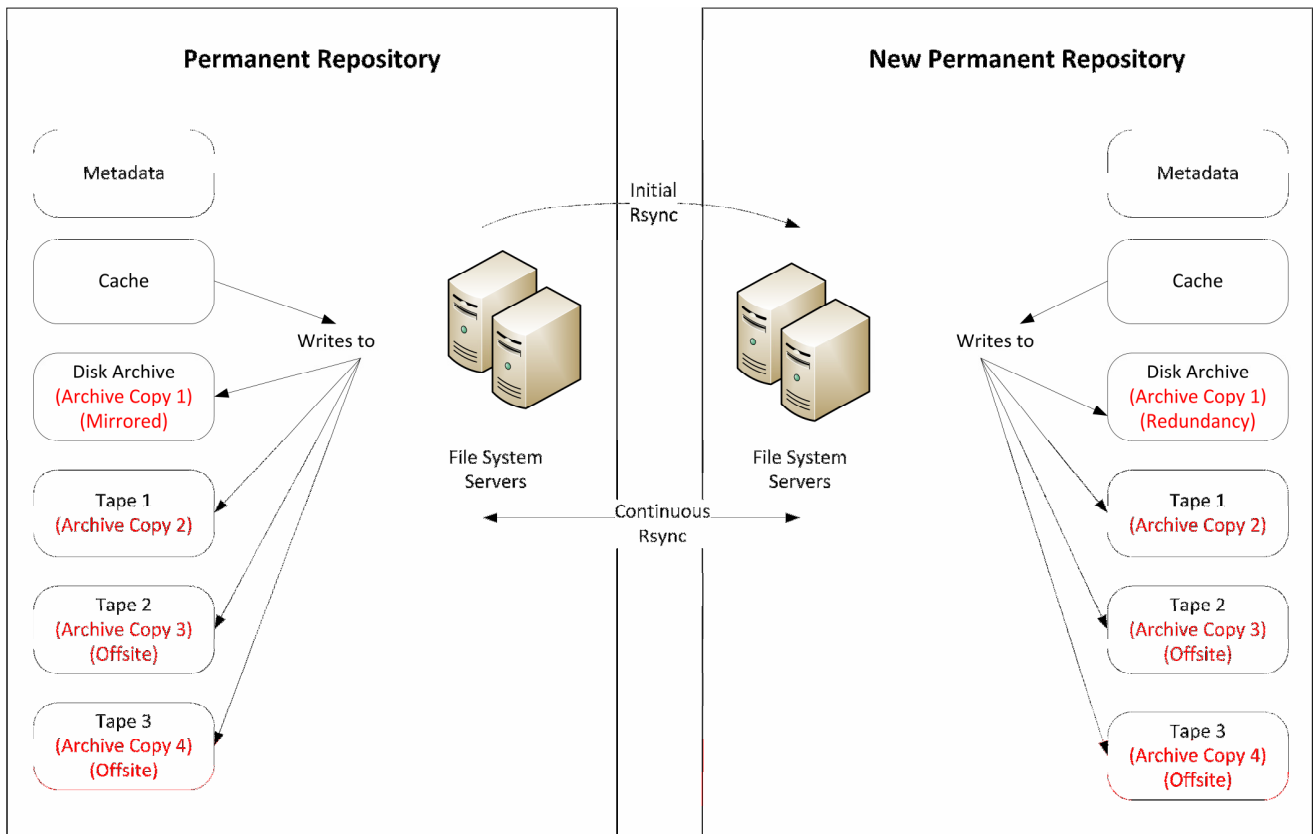 Permanent Repository
Metadata
Cache
Writes to
Disk Archive
(Archive Copy 1)
(Mirrored)
Tape 1
(Archive Copy 2)
Tape 2
(Archive Copy 3)
(Offsite)
Tape 3
(Archive Copy 4)
(Offsite)
File System
Servers
Initial
Rsync
Continuous
Rsync
New Permanent Repository
File System
Servers
Metadata
Cache
Writes to
Disk Archive
(Archive Copy 1)
(Redundancy)
Tape 1
(Archive Copy 2)
Tape 2
(Archive Copy 3)
(Offsite)
Tape 3
(Archive Copy 4)
(Offsite)